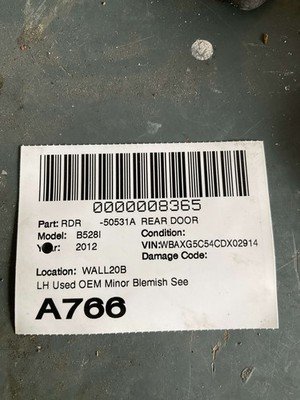 0000008365
Part: RDR -50531A REAR DOOR
Model: B528I Condition:
2012 VIN:WBAXG5C54CDX02914
Damage Code:
Location: WALL20B
LH Used OEM Minor Blemish See
A766